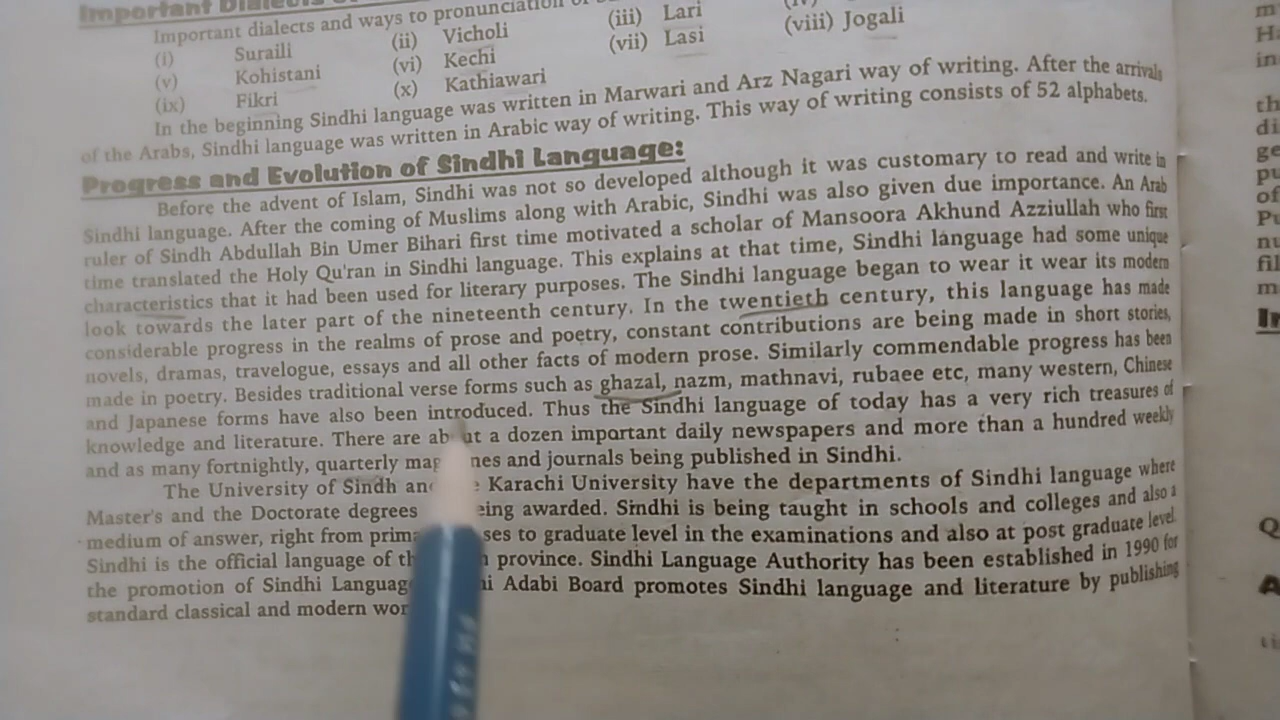 Important Dialects
Important dialects and ways to pronunciation of
(i) Suraili (ii) Vicholi (iii) Lari
(v) Kohistani (vi) Kechi (vii) Lasi (viii) Jogali
(ix) Fikri (x) Kathiawari
In the beginning Sindhi language was written in Marwari and Arz Nagari way of writing. After the arrivals
of the Arabs, Sindhi language was written in Arabic way of writing. This way of writing consists of 52 alphabets.
Progress and Evolution of Sindhi Language:
Before the advent of Islam, Sindhi was not so developed although it was customary to read and write in
Sindhi language. After the coming of Muslims along with Arabic, Sindhi was also given due importance. An Arab
ruler of Sindh Abdullah Bin Umer Bihari first time motivated a scholar of Mansoora Akhund Azziullah who first
time translated the Holy Qu'ran in Sindhi language. This explains at that time, Sindhi language had some unique
characteristics that it had been used for literary purposes. The Sindhi language began to wear it wear its modern
look towards the later part of the nineteenth century. In the twentieth century, this language has made
considerable progress in the realms of prose and poetry, constant contributions are being made in short stories,
novels, dramas, travelogue, essays and all other facts of modern prose. Similarly commendable progress has been
made in poetry. Besides traditional verse forms such as ghazal, nazm, mathnavi, rubaee etc, many western, Chinese
and Japanese forms have also been introduced. Thus the Sindhi language of today has a very rich treasures of
knowledge and literature. There are about a dozen important daily newspapers and more than a hundred weekly
and as many fortnightly, quarterly magazines and journals being published in Sindhi.
The University of Sindh and Karachi University have the departments of Sindhi language where
Master's and the Doctorate degrees being awarded. Sindhi is being taught in schools and colleges and also a
medium of answer, right from to graduate level in the examinations and also at post graduate level.
Sindhi is the official language of province. Sindhi Language Authority has been established in 1990 for
the promotion of Sindhi Language Adabi Board promotes Sindhi language and literature by publishing
standard classical and modern